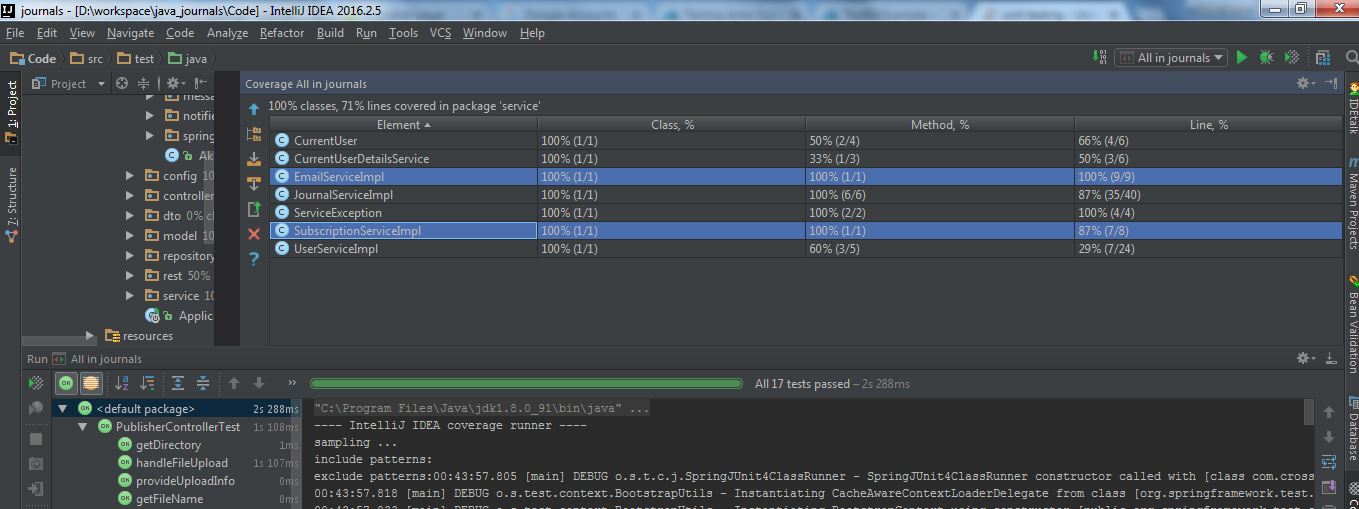 journals - [D:\workspace\java_journals\Code] - IntelliJ IDEA 2016.2.5
File Edit View Navigate Code Analyze Refactor Build Run Tools VCS Window Help
Code src test java All in journals
1: Project
7: Structure
Project
notifie
spring
Ak
config 10
controller
dto 0% cl
model 10
repository
rest 50%
service 10
Applic
resources
Coverage All in journals
100% classes, 71% lines covered in package 'service'
Element Class, % Method, % Line, %
CurrentUser 100% (1/1) 50% (2/4) 66% (4/6)
CurrentUserDetailsService 100% (1/1) 33% (1/3) 50% (3/6)
EmailServiceImpl 100% (1/1) 100% (1/1) 100% (9/9)
JournalServiceImpl 100% (1/1) 100% (6/6) 87% (35/40)
ServiceException 100% (1/1) 100% (2/2) 100% (4/4)
SubscriptionServiceImpl 100% (1/1) 100% (1/1) 87% (7/8)
UserServiceImpl 100% (1/1) 60% (3/5) 29% (7/24)
IDEtalk
Maven Projects
Bean Validation
Database
Run All in journals
All 17 tests passed – 2s 288ms
<default package> 2s 288ms
PublisherControllerTest 1s 108ms
getDirectory 1ms
handleFileUpload 1s 107ms
provideUploadInfo 0ms
getFileName 0ms
"C:\Program Files\Java\jdk1.8.0_91\bin\java" ...
---- IntelliJ IDEA coverage runner ----
sampling ...
include patterns:
exclude patterns:00:43:57.805 [main] DEBUG o.s.t.c.j.SpringJUnit4ClassRunner - SpringJUnit4ClassRunner constructor called with [class com.cross
00:43:57.818 [main] DEBUG o.s.test.context.BootstrapUtils - Instantiating CacheAwareContextLoaderDelegate from class [org.springframework.test.